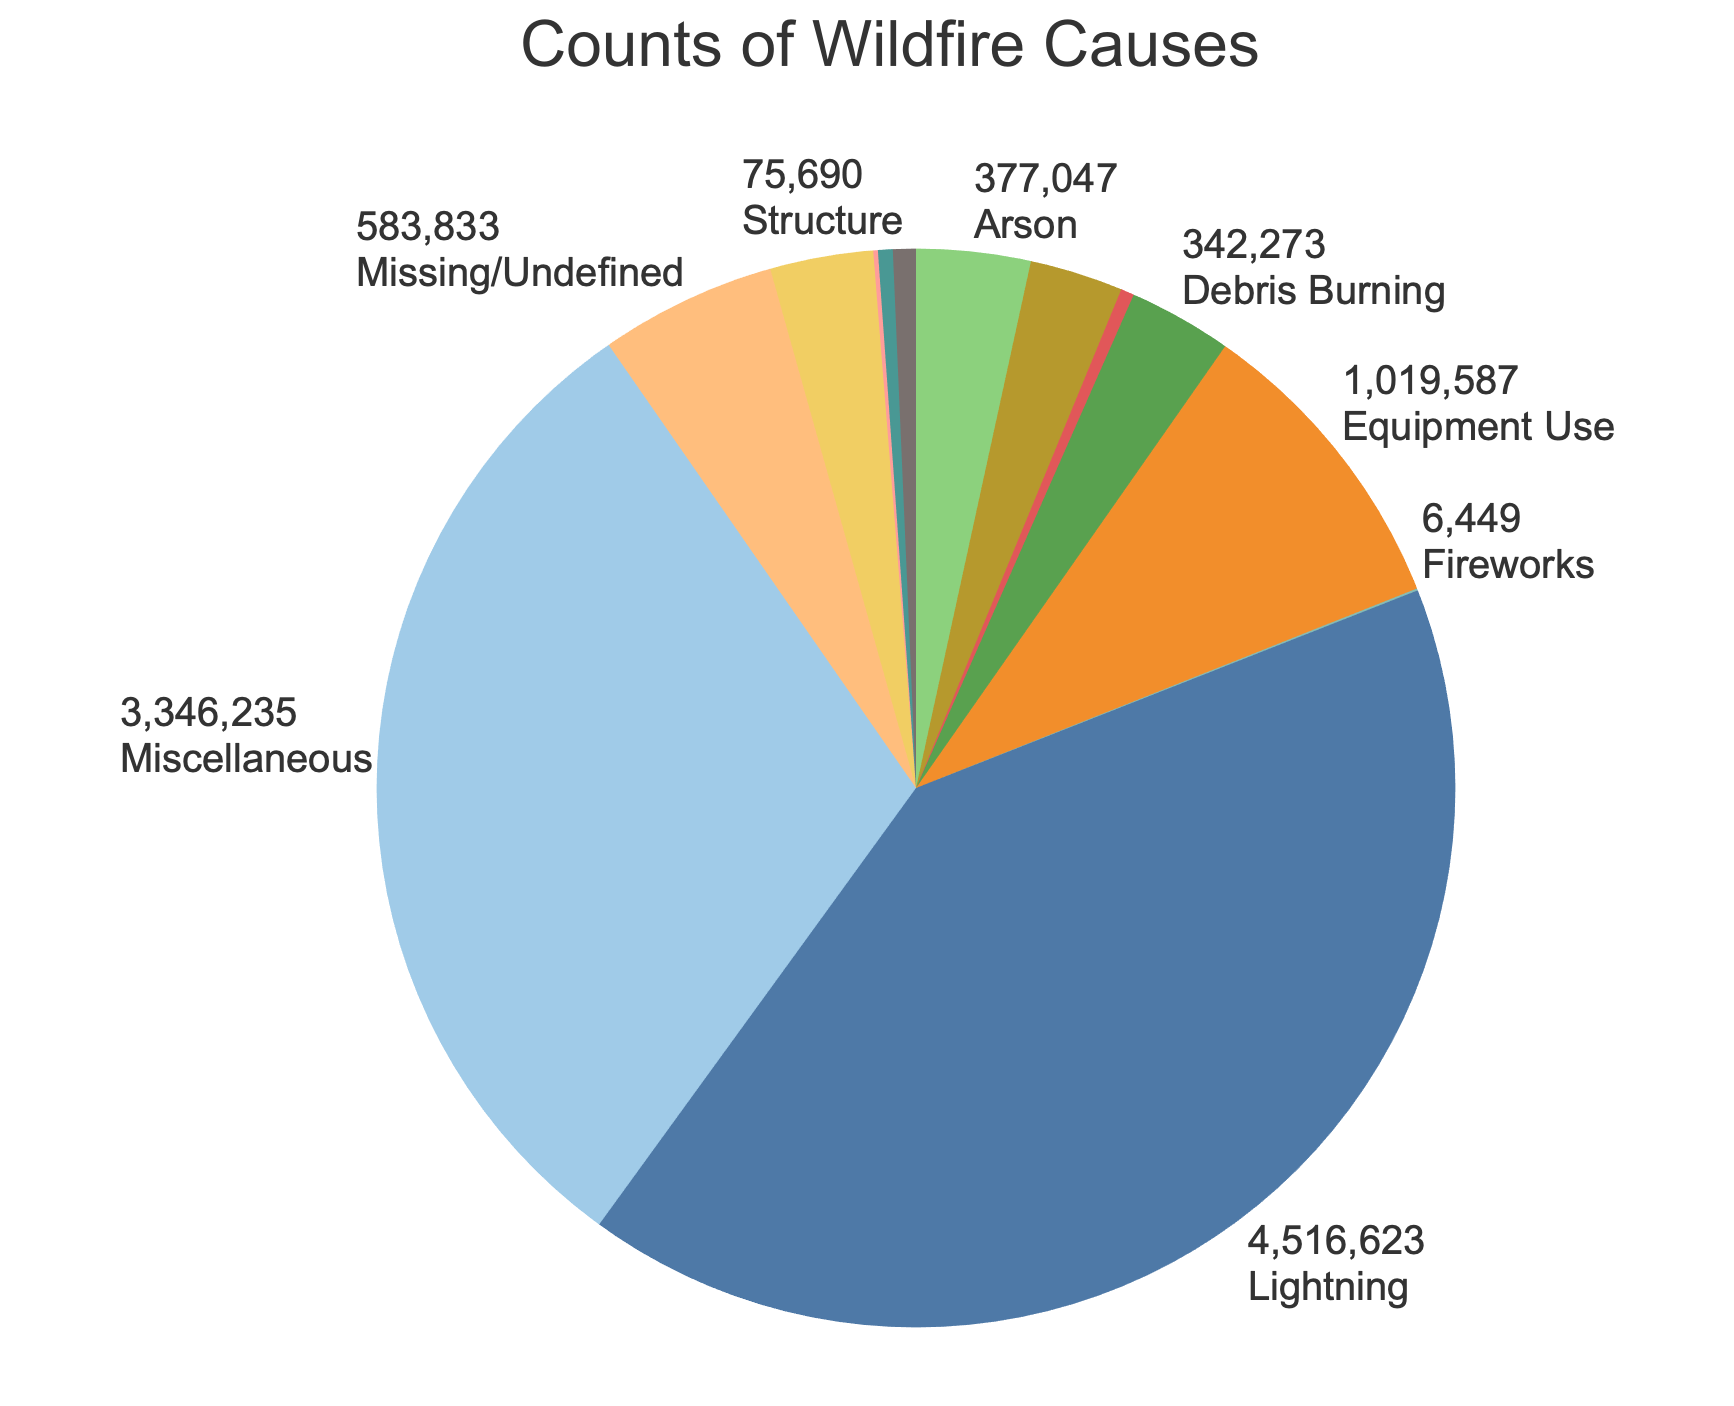 Counts of Wildfire Causes
75,690
Structure
377,047
Arson
583,833
Missing/Undefined
342,273
Debris Burning
1,019,587
Equipment Use
6,449
Fireworks
3,346,235
Miscellaneous
4,516,623
Lightning